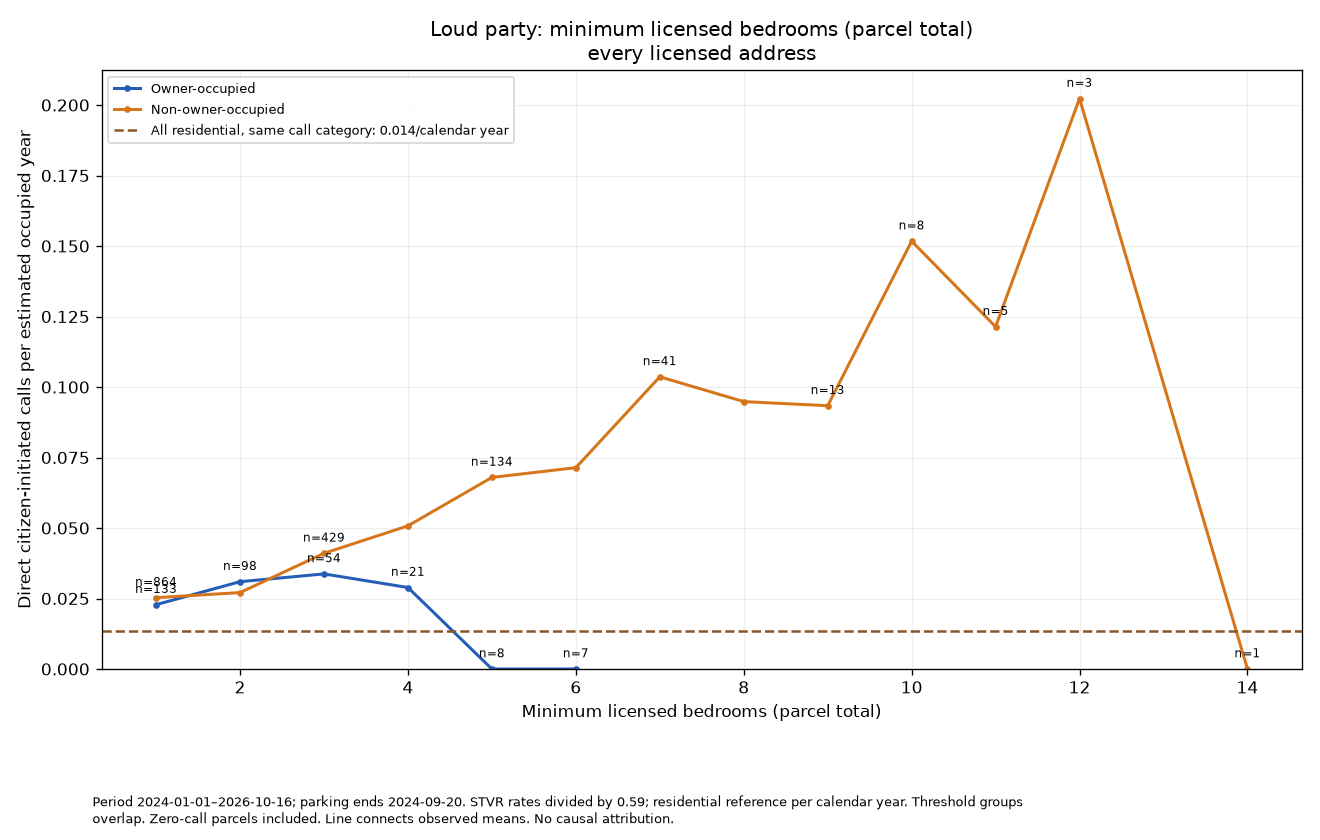 Loud party: minimum licensed bedrooms (parcel total)
every licensed address
Owner-occupied
Non-owner-occupied
All residential, same call category: 0.014/calendar year
Direct citizen-initiated calls per estimated occupied year
0.200
0.175
0.150
0.125
0.100
0.075
0.050
0.025
0.000
n=864
n=133
n=98
n=429
n=54
n=21
n=134
n=8
n=7
n=41
n=13
n=8
n=5
n=3
n=1
2 4 6 8 10 12 14
Minimum licensed bedrooms (parcel total)
Period 2024-01-01–2026-10-16; parking ends 2024-09-20. STVR rates divided by 0.59; residential reference per calendar year. Threshold groups
overlap. Zero-call parcels included. Line connects observed means. No causal attribution.